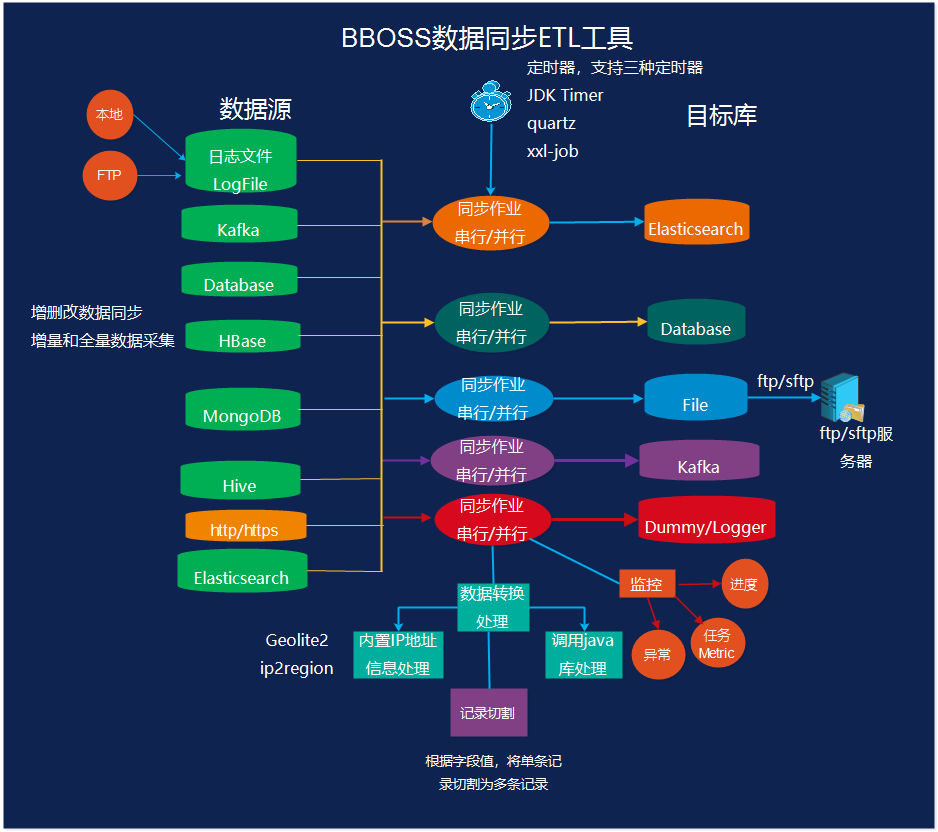 BBOSS数据同步ETL工具
定时器，支持三种定时器
JDK Timer
quartz
xxl-job
数据源
目标库
本地
FTP
日志文件
LogFile
Kafka
Database
HBase
MongoDB
Hive
http/https
Elasticsearch
增删改数据同步
增量和全量数据采集
同步作业
串行/并行
Elasticsearch
同步作业
串行/并行
Database
同步作业
串行/并行
File
ftp/sftp
ftp/sftp服
务器
同步作业
串行/并行
Kafka
同步作业
串行/并行
Dummy/Logger
数据转换
处理
监控
进度
异常
任务
Metric
Geolite2
ip2region
内置IP地址
信息处理
调用java
库处理
记录切割
根据字段值，将单条记
录切割为多条记录